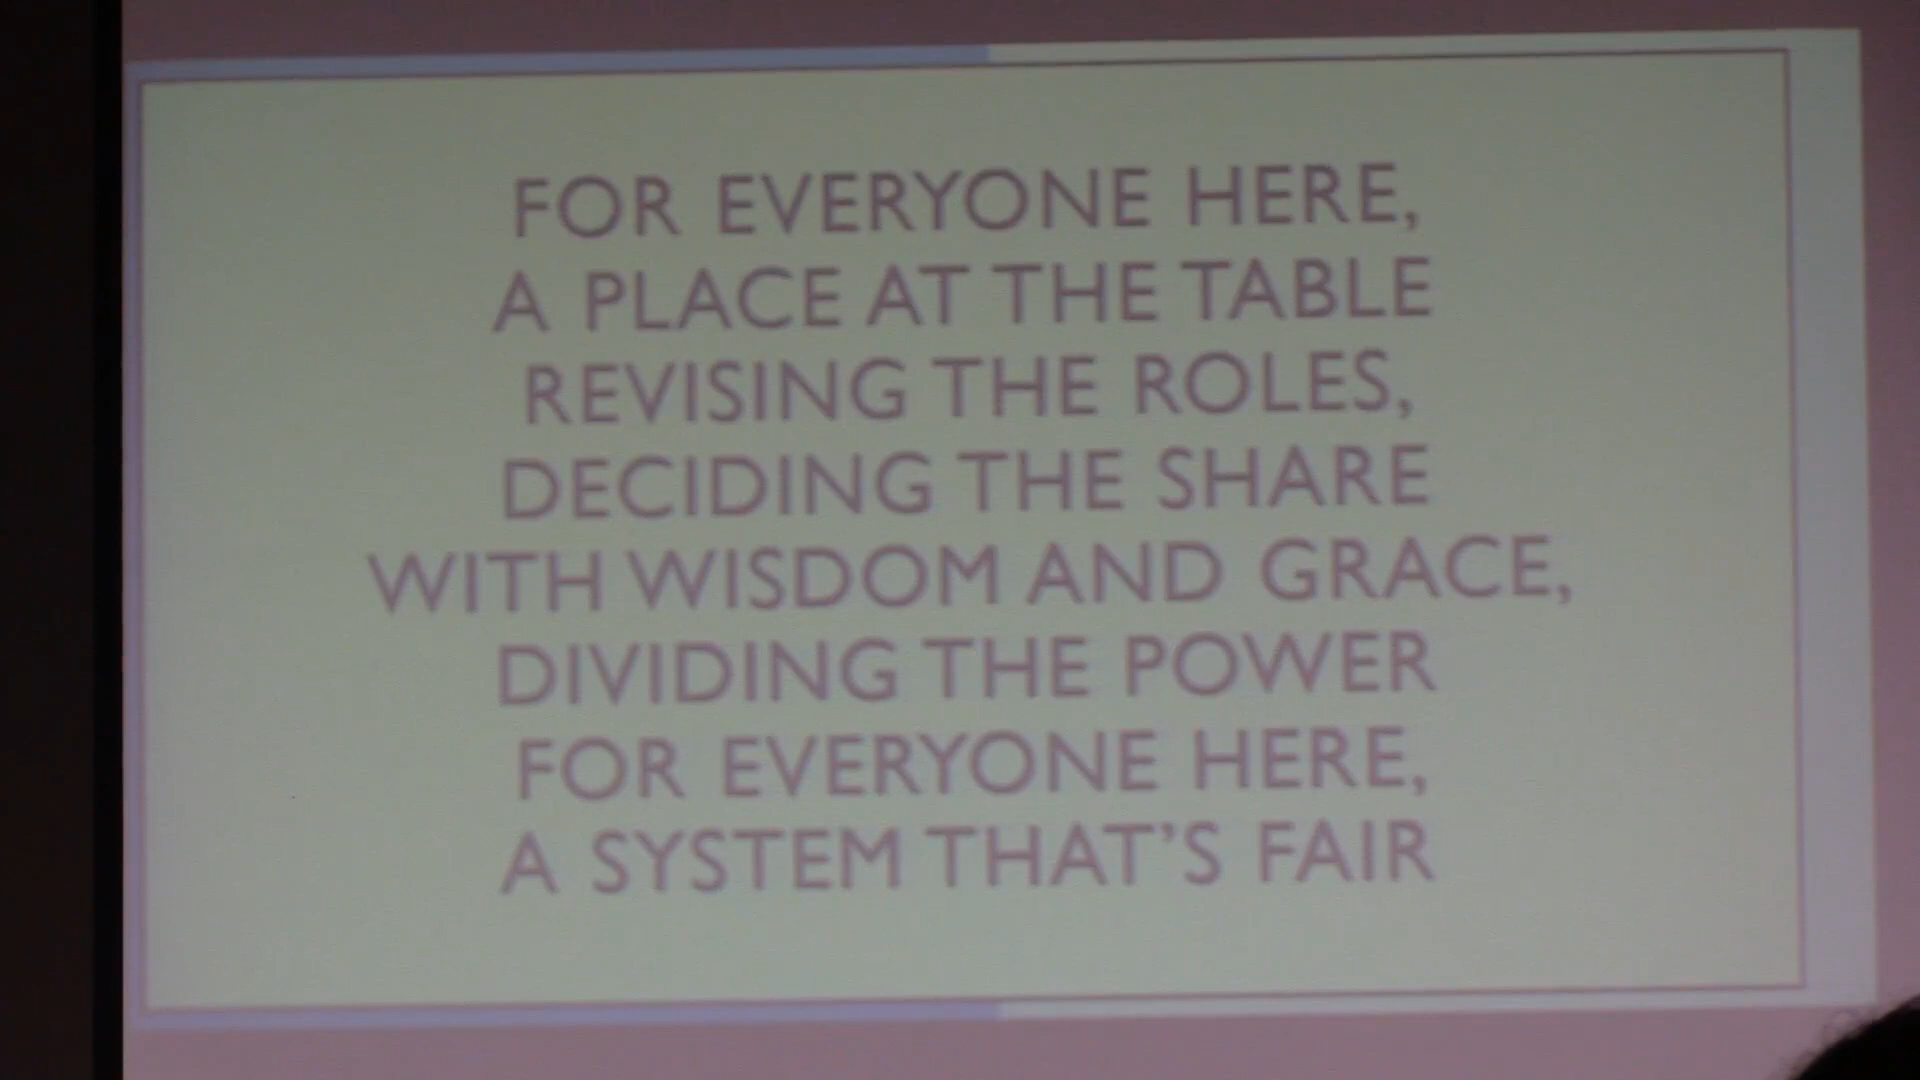 FOR EVERYONE HERE,
A PLACE AT THE TABLE
REVISING THE ROLES,
DECIDING THE SHARE
WITH WISDOM AND GRACE,
DIVIDING THE POWER
FOR EVERYONE HERE,
A SYSTEM THAT'S FAIR